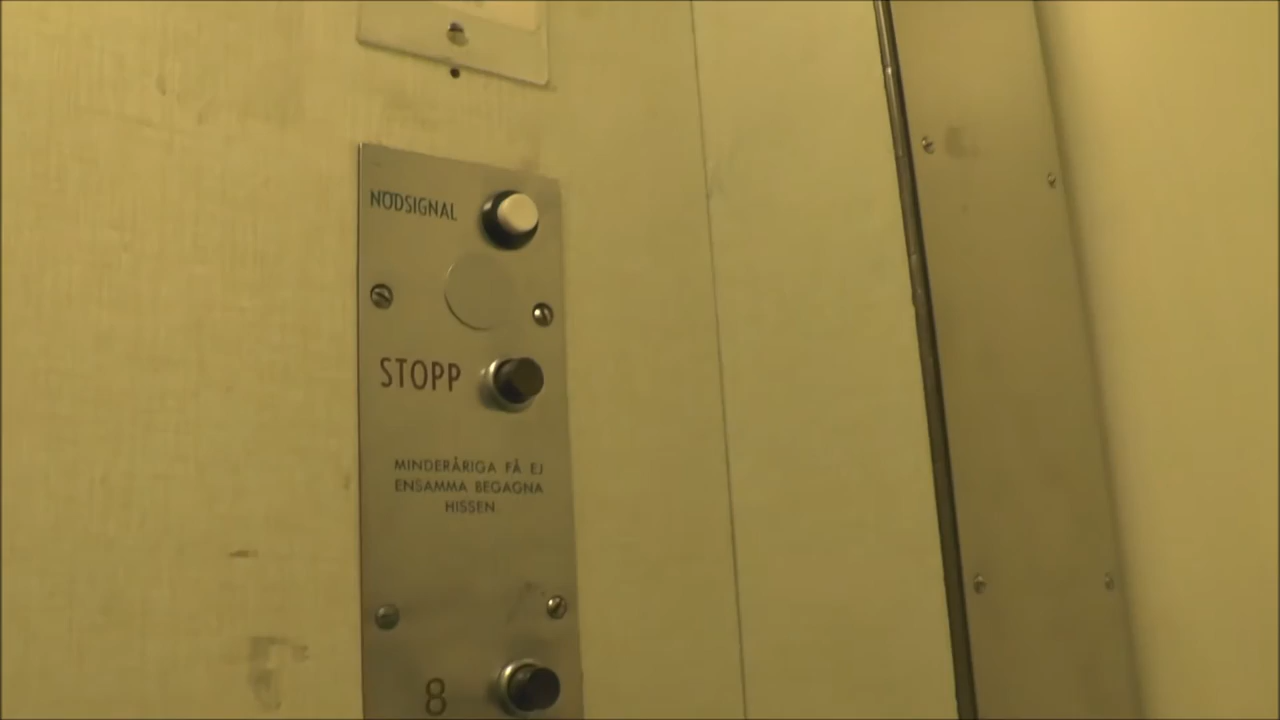 NÖDSIGNAL
STOPP
MINDERÅRIGA FÅ EJ
ENSAMMA BEGAGNA
HISSEN
8